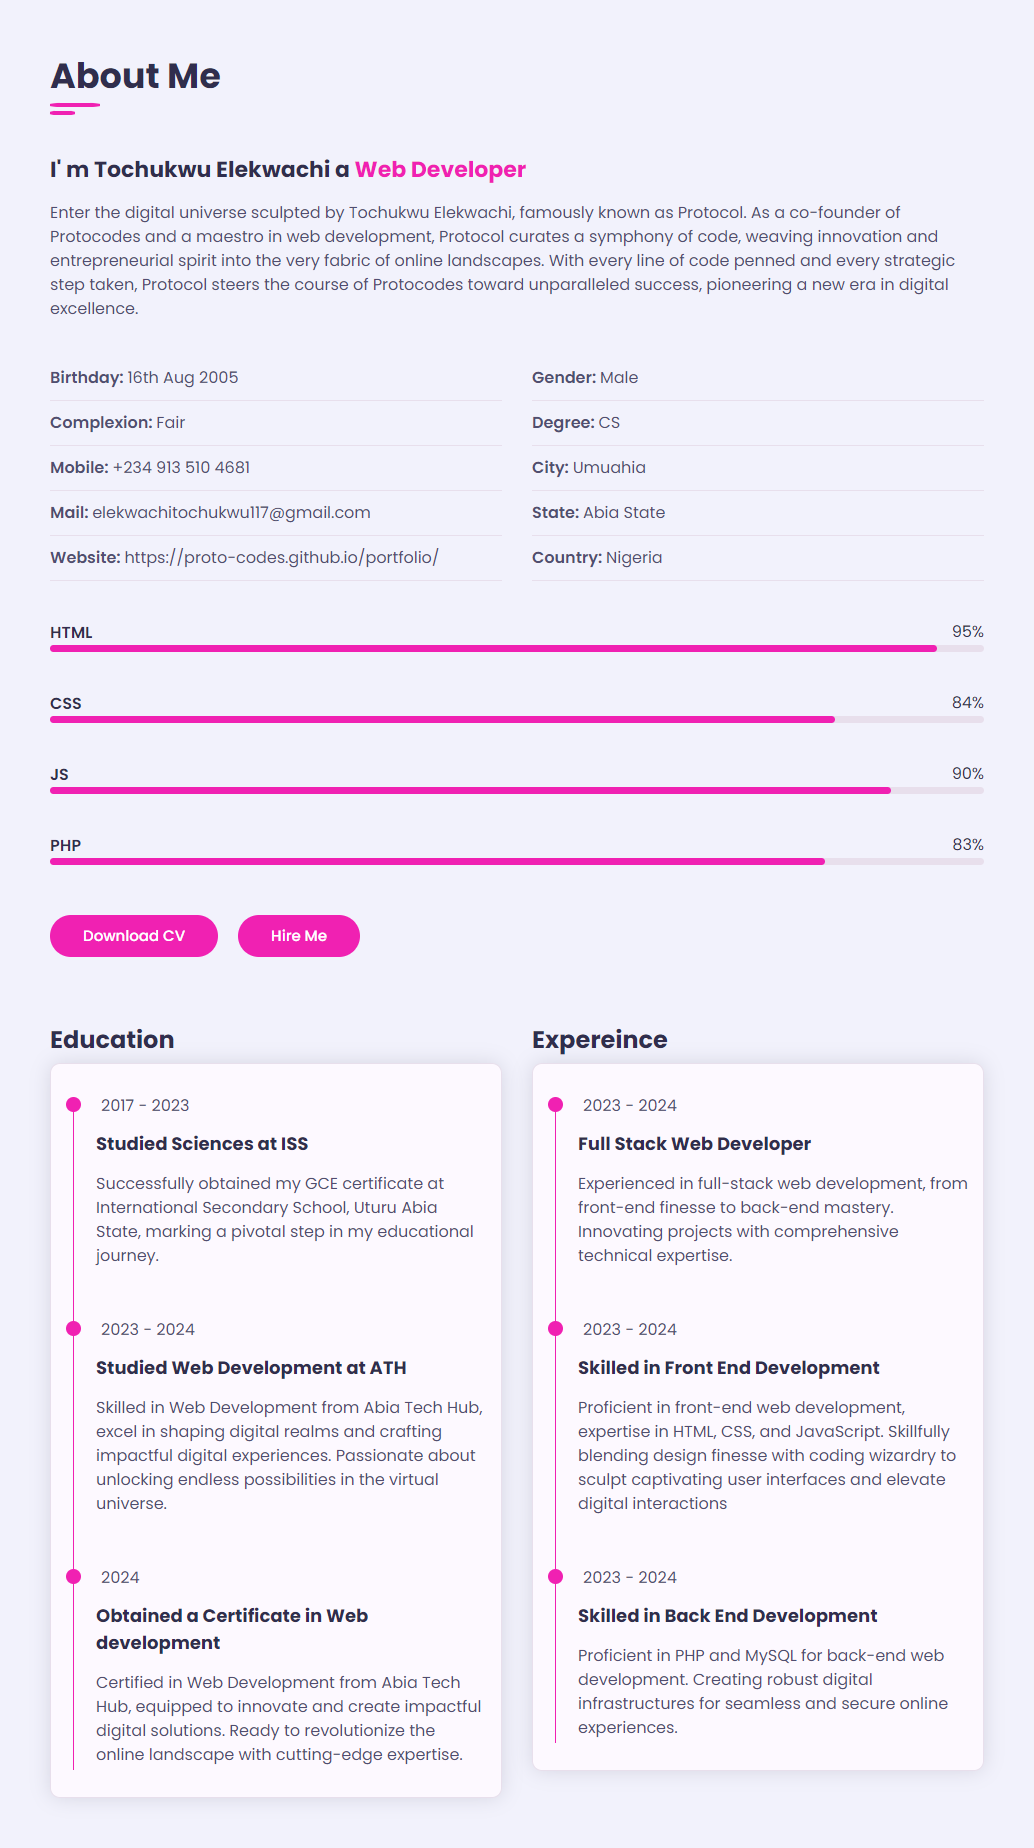 About Me
I' m Tochukwu Elekwachi a Web Developer
Enter the digital universe sculpted by Tochukwu Elekwachi, famously known as Protocol. As a co-founder of
Protocodes and a maestro in web development, Protocol curates a symphony of code, weaving innovation and
entrepreneurial spirit into the very fabric of online landscapes. With every line of code penned and every strategic
step taken, Protocol steers the course of Protocodes toward unparalleled success, pioneering a new era in digital
excellence.
Birthday: 16th Aug 2005
Gender: Male
Complexion: Fair
Degree: CS
Mobile: +234 913 510 4681
City: Umuahia
Mail: elekwachitochukwu117@gmail.com
State: Abia State
Website: https://proto-codes.github.io/portfolio/
Country: Nigeria
HTML 95%
CSS 84%
JS 90%
PHP 83%
Download CV
Hire Me
Education
2017 - 2023
Studied Sciences at ISS
Successfully obtained my GCE certificate at
International Secondary School, Uturu Abia
State, marking a pivotal step in my educational
journey.
2023 - 2024
Studied Web Development at ATH
Skilled in Web Development from Abia Tech Hub,
excel in shaping digital realms and crafting
impactful digital experiences. Passionate about
unlocking endless possibilities in the virtual
universe.
2024
Obtained a Certificate in Web
development
Certified in Web Development from Abia Tech
Hub, equipped to innovate and create impactful
digital solutions. Ready to revolutionize the
online landscape with cutting-edge expertise.
Expereince
2023 - 2024
Full Stack Web Developer
Experienced in full-stack web development, from
front-end finesse to back-end mastery.
Innovating projects with comprehensive
technical expertise.
2023 - 2024
Skilled in Front End Development
Proficient in front-end web development,
expertise in HTML, CSS, and JavaScript. Skillfully
blending design finesse with coding wizardry to
sculpt captivating user interfaces and elevate
digital interactions
2023 - 2024
Skilled in Back End Development
Proficient in PHP and MySQL for back-end web
development. Creating robust digital
infrastructures for seamless and secure online
experiences.